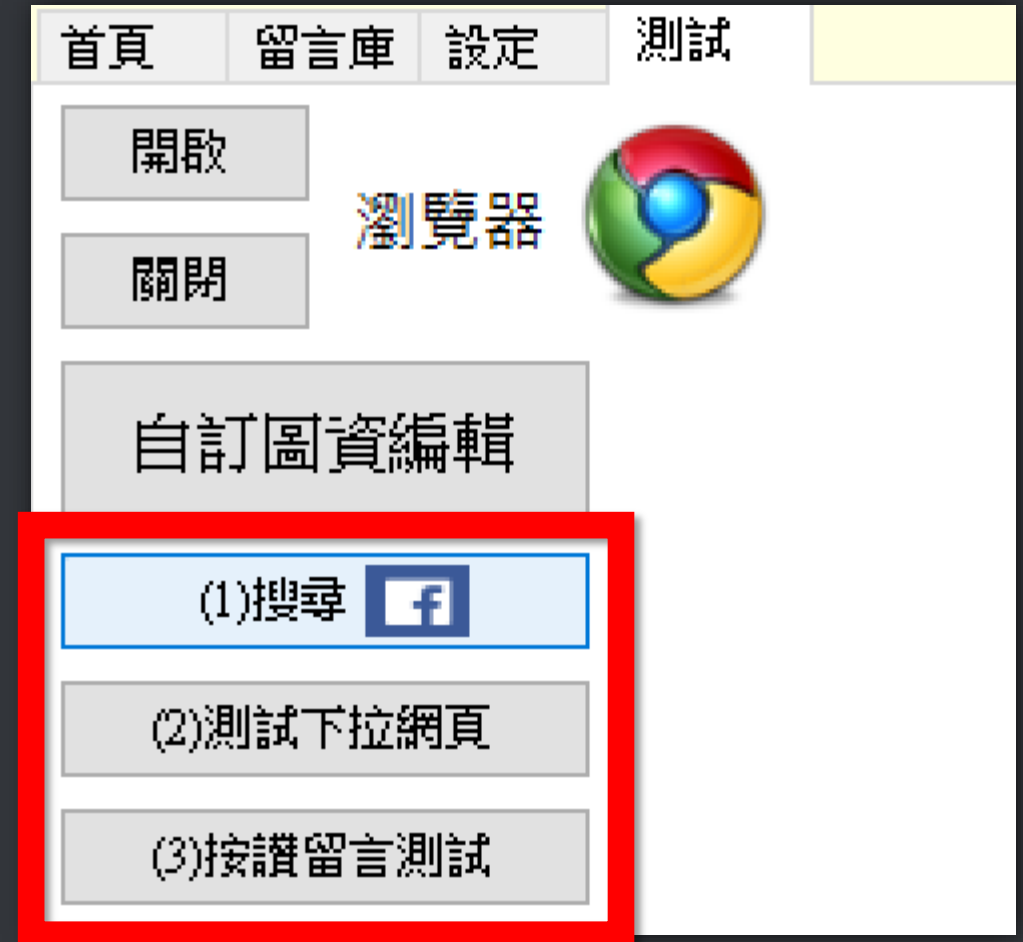 首頁 留言庫 設定 測試
開啟
瀏覽器
關閉
自訂圖資編輯
(1)搜尋 f
(2)測試下拉網頁
(3)按讚留言測試